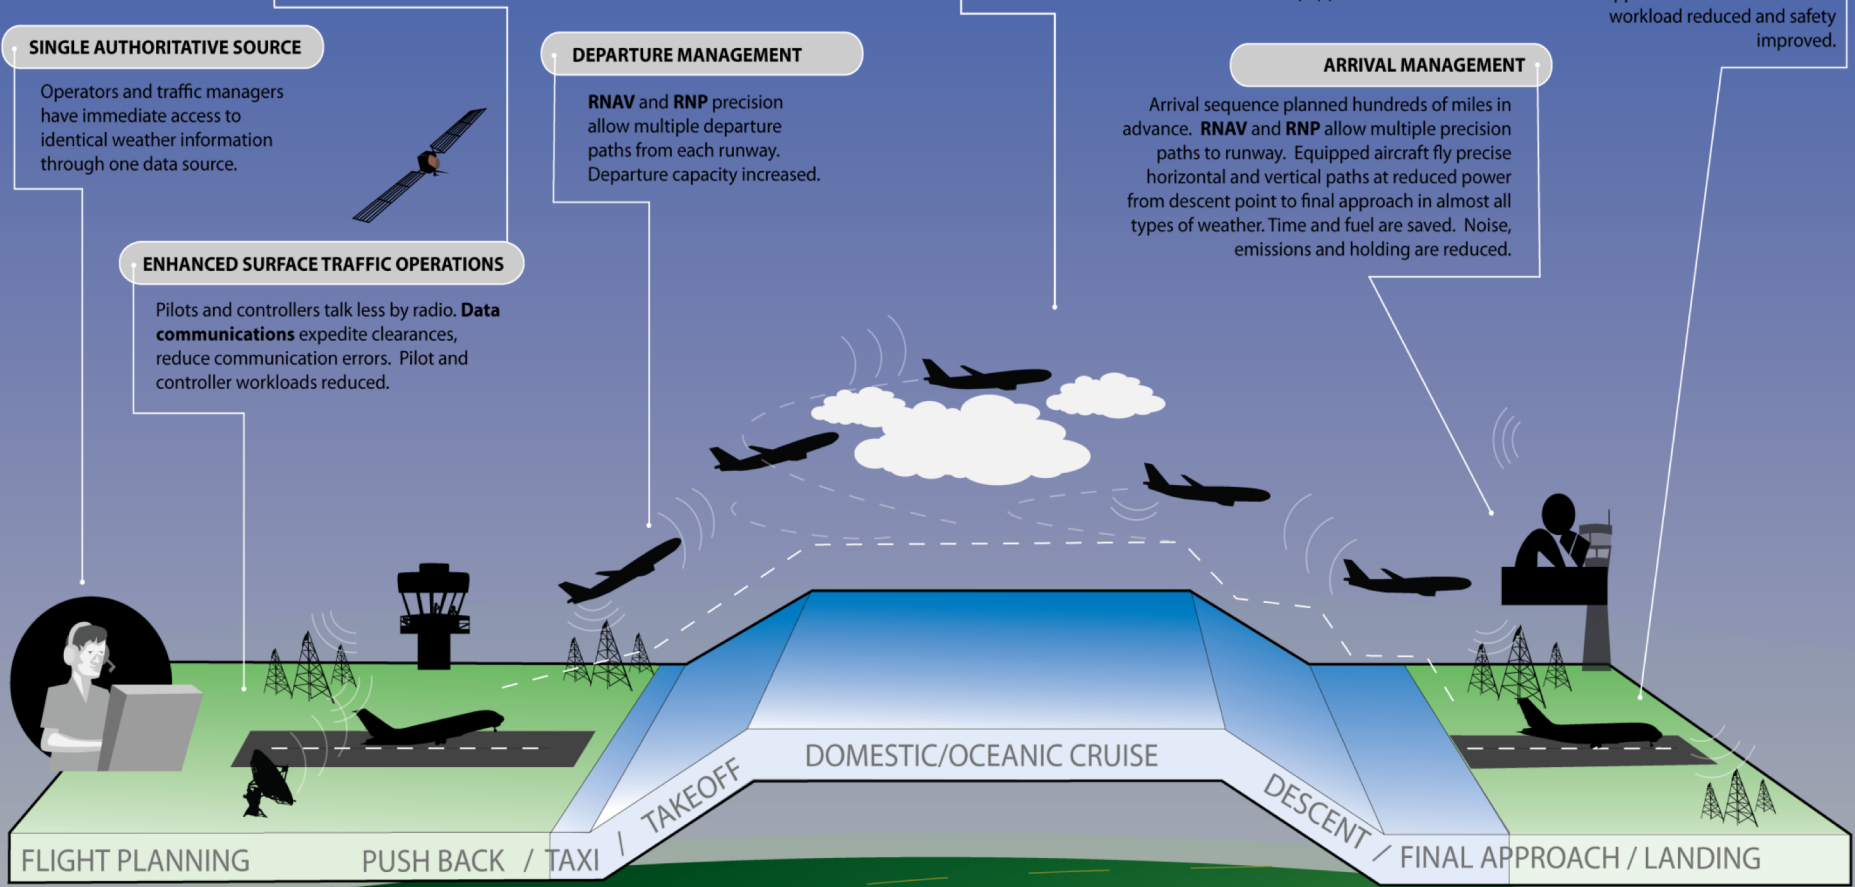 workload reduced and safety
improved.
SINGLE AUTHORITATIVE SOURCE
Operators and traffic managers
have immediate access to
identical weather information
through one data source.
DEPARTURE MANAGEMENT
RNAV and RNP precision
allow multiple departure
paths from each runway.
Departure capacity increased.
ARRIVAL MANAGEMENT
Arrival sequence planned hundreds of miles in
advance. RNAV and RNP allow multiple precision
paths to runway. Equipped aircraft fly precise
horizontal and vertical paths at reduced power
from descent point to final approach in almost all
types of weather. Time and fuel are saved. Noise,
emissions and holding are reduced.
ENHANCED SURFACE TRAFFIC OPERATIONS
Pilots and controllers talk less by radio. Data
communications expedite clearances,
reduce communication errors. Pilot and
controller workloads reduced.
FLIGHT PLANNING
PUSH BACK / TAXI / TAKEOFF
DOMESTIC/OCEANIC CRUISE
DESCENT / FINAL APPROACH / LANDING